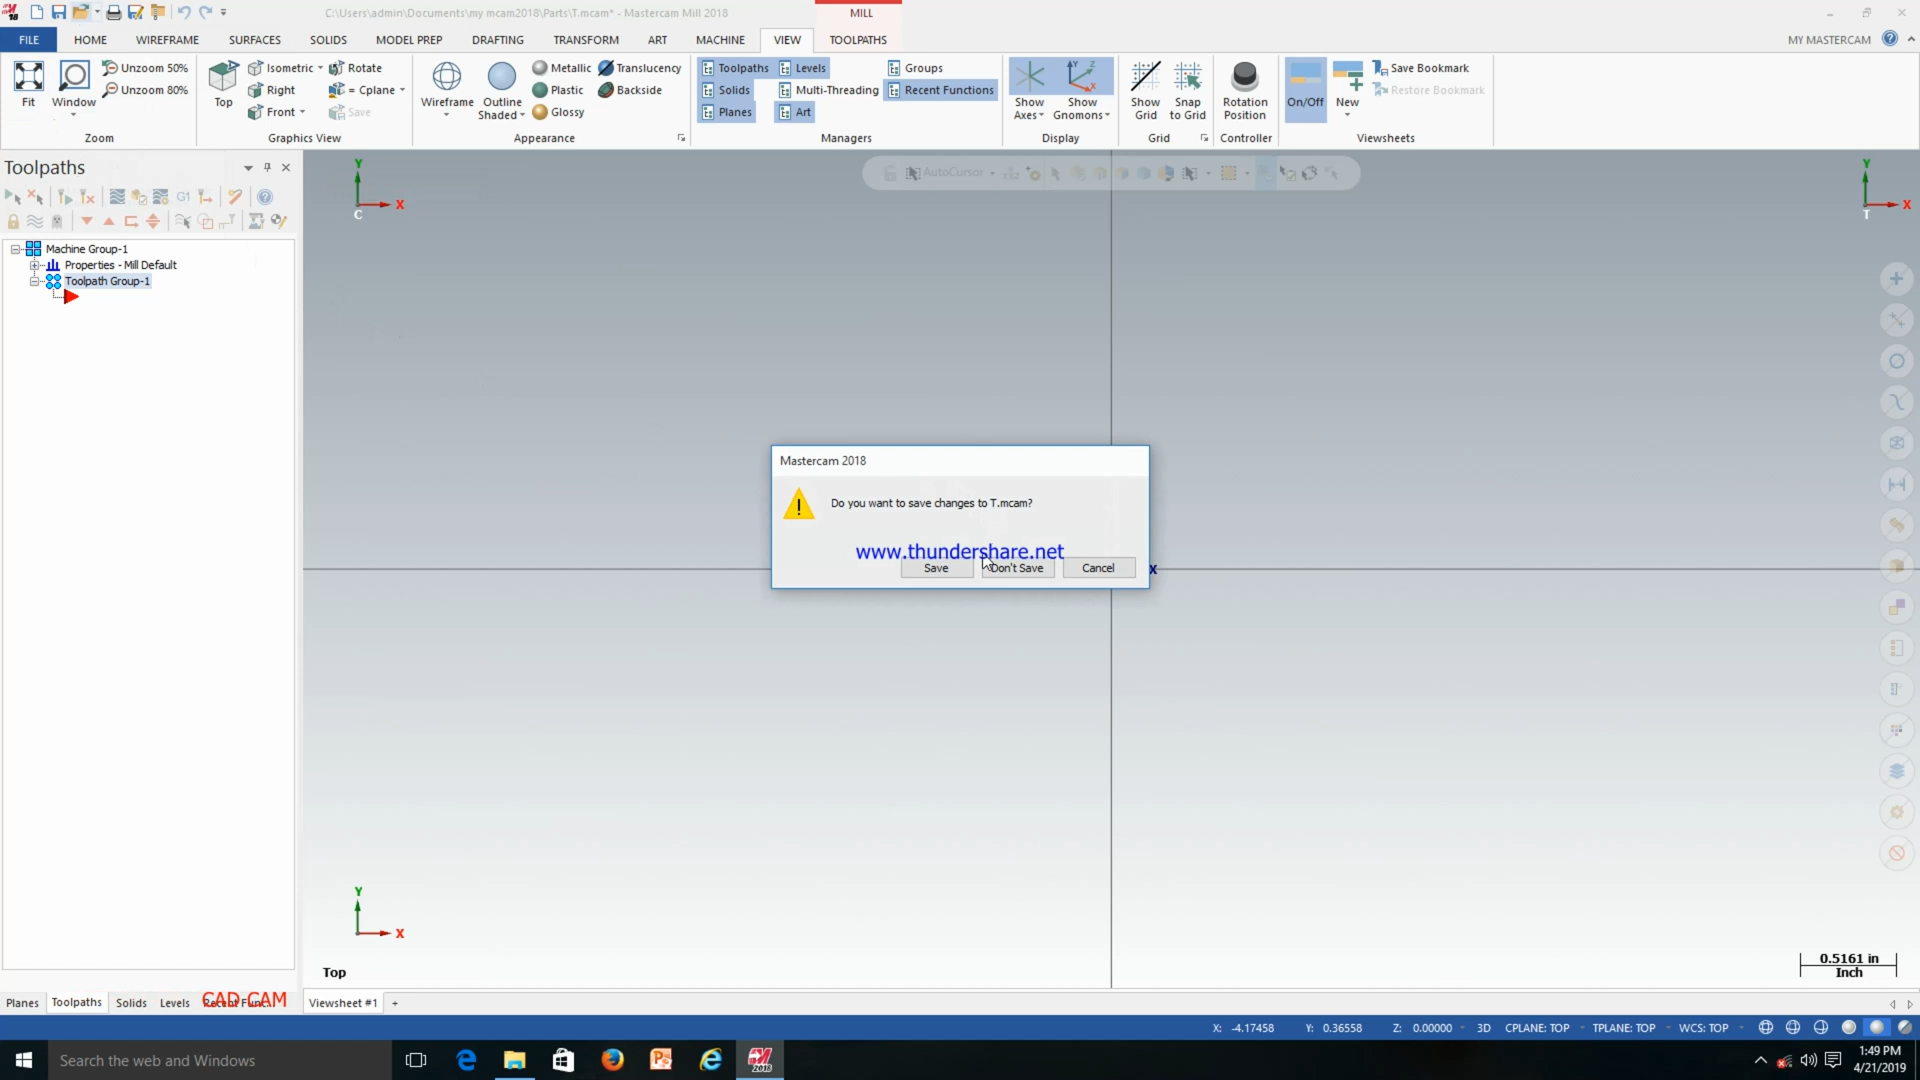 C:\Users\admin\Documents\my mcam2018\Parts\T.mcam* - Mastercam Mill 2018
MILL
FILE HOME WIREFRAME SURFACES SOLIDS MODEL PREP DRAFTING TRANSFORM ART MACHINE VIEW TOOLPATHS MY MASTERCAM
Unzoom 50% Isometric Rotate Metallic Translucency Toolpaths Levels Groups Save Bookmark
Unzoom 80% Right = Cplane Plastic Backside Solids Multi-Threading Recent Functions Restore Bookmark
Fit Window Top Front Save Wireframe Outline Shaded Glossy Planes Art Show Axes Show Gnomons Show Grid Snap to Grid Rotation Position On/Off New
Zoom Graphics View Appearance Managers Display Grid Controller Viewsheets
Toolpaths
G1
AutoCursor
Y
X
C
Y
X
T
Machine Group-1
Properties - Mill Default
Toolpath Group-1
Mastercam 2018
Do you want to save changes to T.mcam?
www.thundershare.net
Save Don't Save Cancel
X
Y
X
Top
0.5161 in
Inch
Planes Toolpaths Solids Levels Recent Func...
CAD CAM
Viewsheet #1 +
X: -4.17458 Y: 0.36558 Z: 0.00000 3D CPLANE: TOP TPLANE: TOP WCS: TOP
Search the web and Windows
2018
1:49 PM
4/21/2019